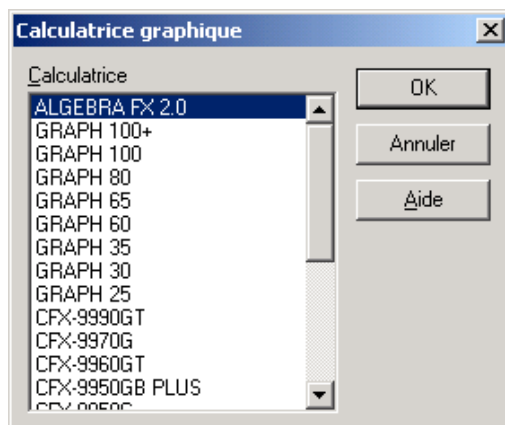 Calculatrice graphique
Calculatrice
ALGEBRA FX 2.0
GRAPH 100+
GRAPH 100
GRAPH 80
GRAPH 65
GRAPH 60
GRAPH 35
GRAPH 30
GRAPH 25
CFX-9990GT
CFX-9970G
CFX-9960GT
CFX-9950GB PLUS
OK
Annuler
Aide